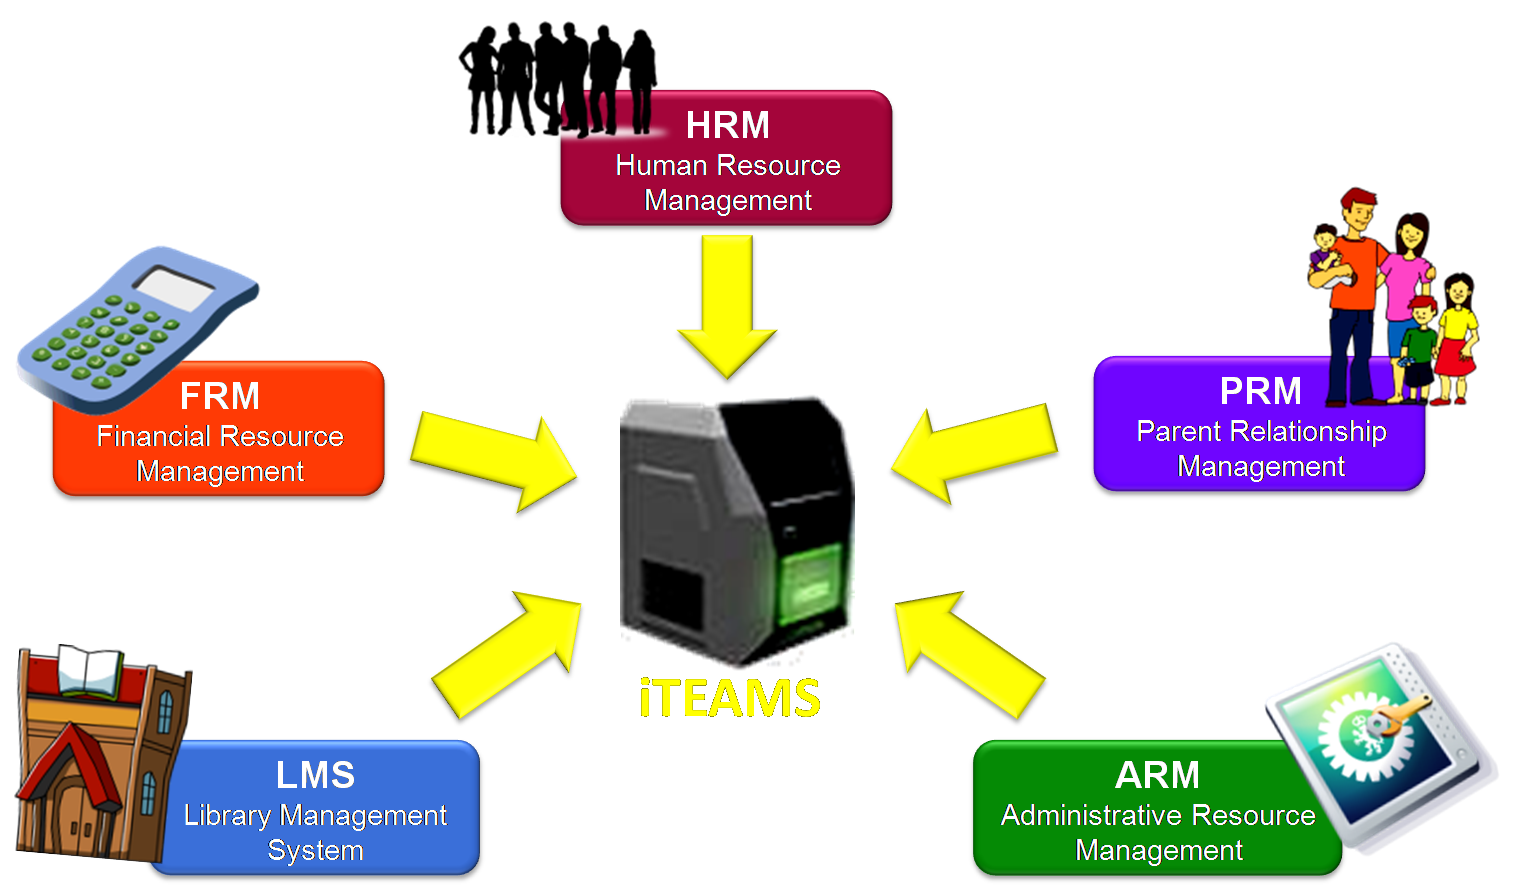 HRM
Human Resource
Management
FRM
Financial Resource
Management
PRM
Parent Relationship
Management
iTEAMS
LMS
Library Management
System
ARM
Administrative Resource
Management